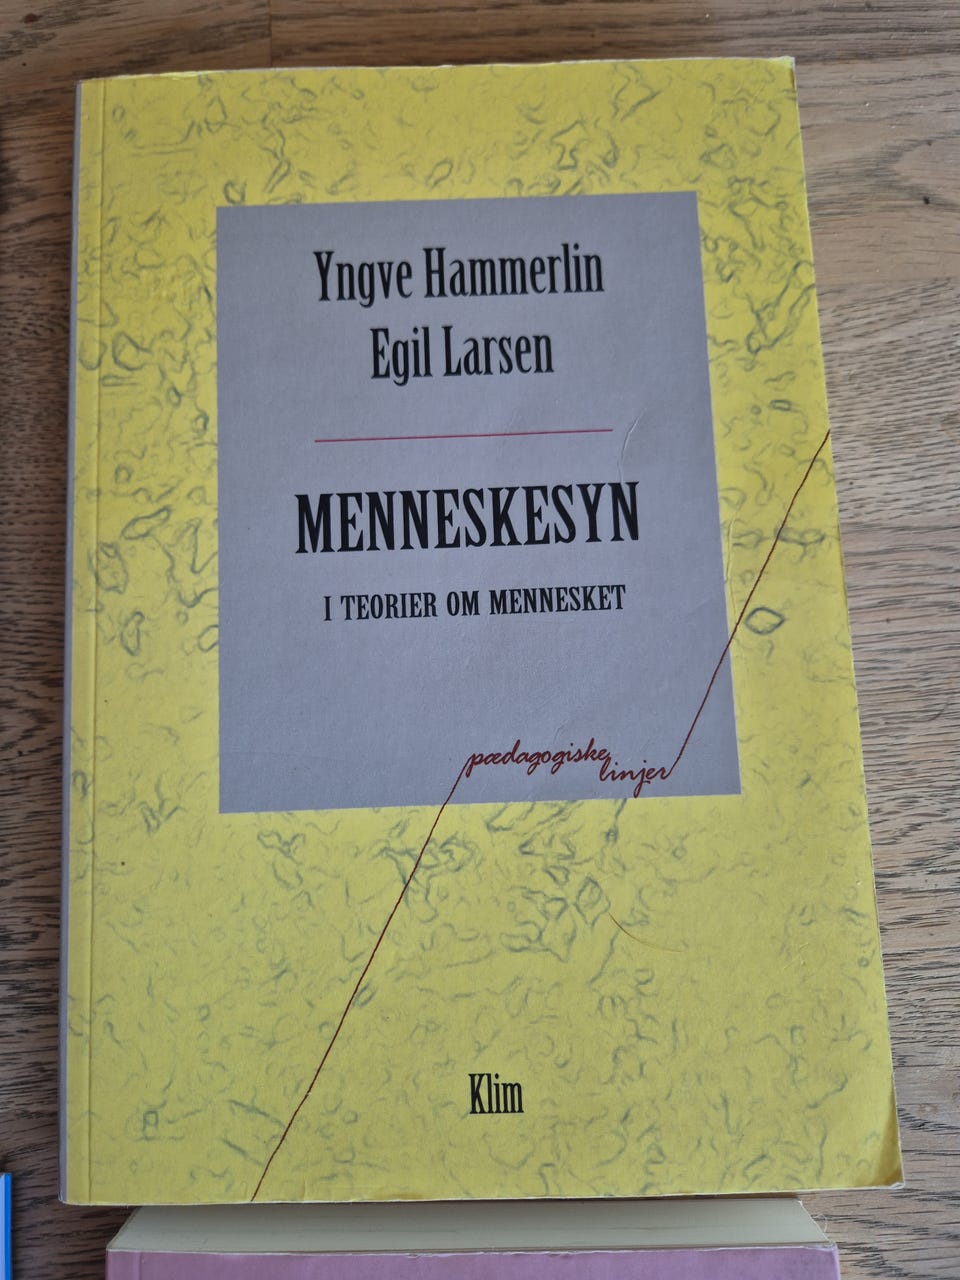 Yngve Hammerlin
Egil Larsen
MENNESKESYN
I TEORIER OM MENNESKET
pædagogiske
linjer
Klim